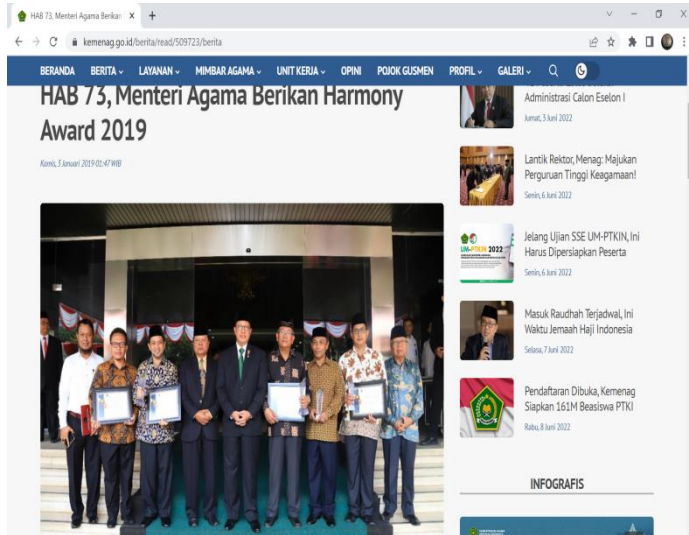 HAB 73, Menteri Agama Berikan
kemenag.go.id/berita/read/509723/berita
BERANDA BERITA LAYANAN MIMBAR AGAMA UNIT KERJA OPINI POJOK GUSMEN PROFIL GALERI
HAB 73, Menteri Agama Berikan Harmony
Award 2019
Kamis, 3 Januari 2019 01:47 WIB
Administrasi Calon Eselon I
Jumat, 3 Juni 2022
Lantik Rektor, Menag: Majukan
Perguruan Tinggi Keagamaan!
Senin, 6 Juni 2022
UM-PTKIN 2022
Jelang Ujian SSE UM-PTKIN, Ini
Harus Dipersiapkan Peserta
Senin, 6 Juni 2022
Masuk Raudhah Terjadwal, Ini
Waktu Jemaah Haji Indonesia
Selasa, 7 Juni 2022
Pendaftaran Dibuka, Kemenag
Siapkan 161M Beasiswa PTKI
Rabu, 8 Juni 2022
INFOGRAFIS